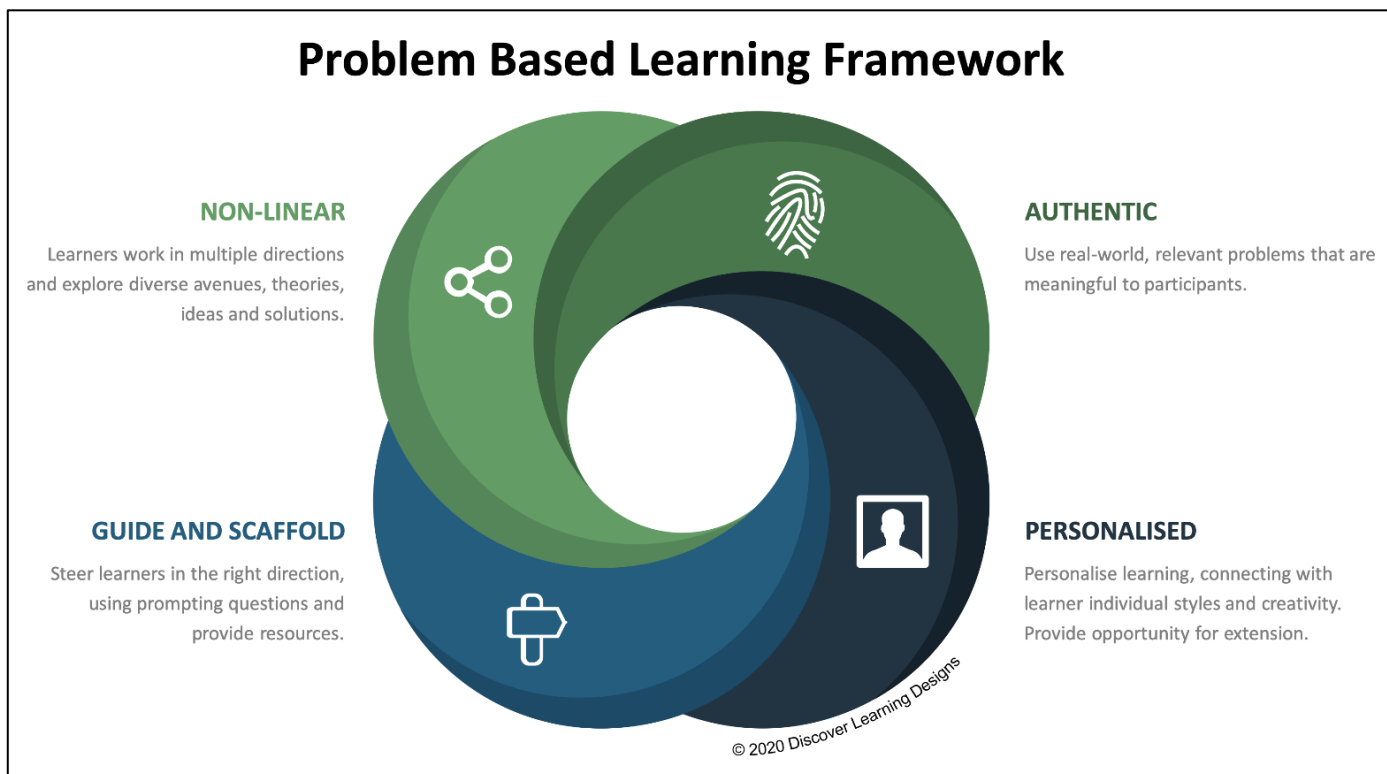 Problem Based Learning Framework
NON-LINEAR
Learners work in multiple directions
and explore diverse avenues, theories,
ideas and solutions.
AUTHENTIC
Use real-world, relevant problems that are
meaningful to participants.
GUIDE AND SCAFFOLD
Steer learners in the right direction,
using prompting questions and
provide resources.
PERSONALISED
Personalise learning, connecting with
learner individual styles and creativity.
Provide opportunity for extension.
© 2020 Discover Learning Designs